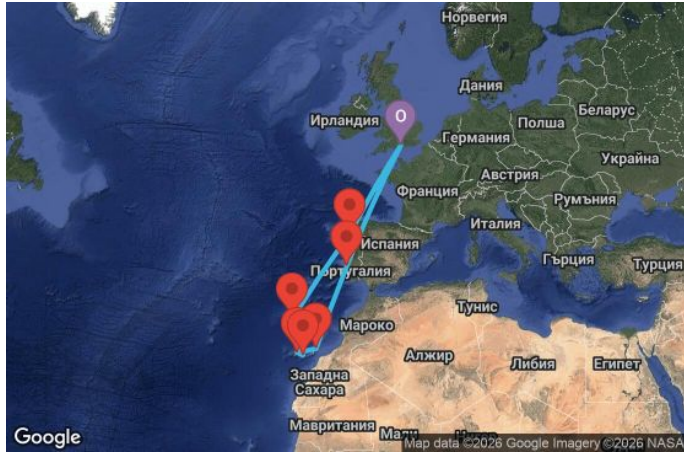 Норвегия
Дания
Ирландия
Беларус
Полша
Германия
Украйна
Австрия
Франция
Румъния
Италия
Испания
Гърция
Турция
Португалия
Тунис
Мароко
Алжир
Либия
Египет
Западна
Сахара
Мавритания
Мали
Google
Map data ©2026 Google Imagery ©2026 NASA